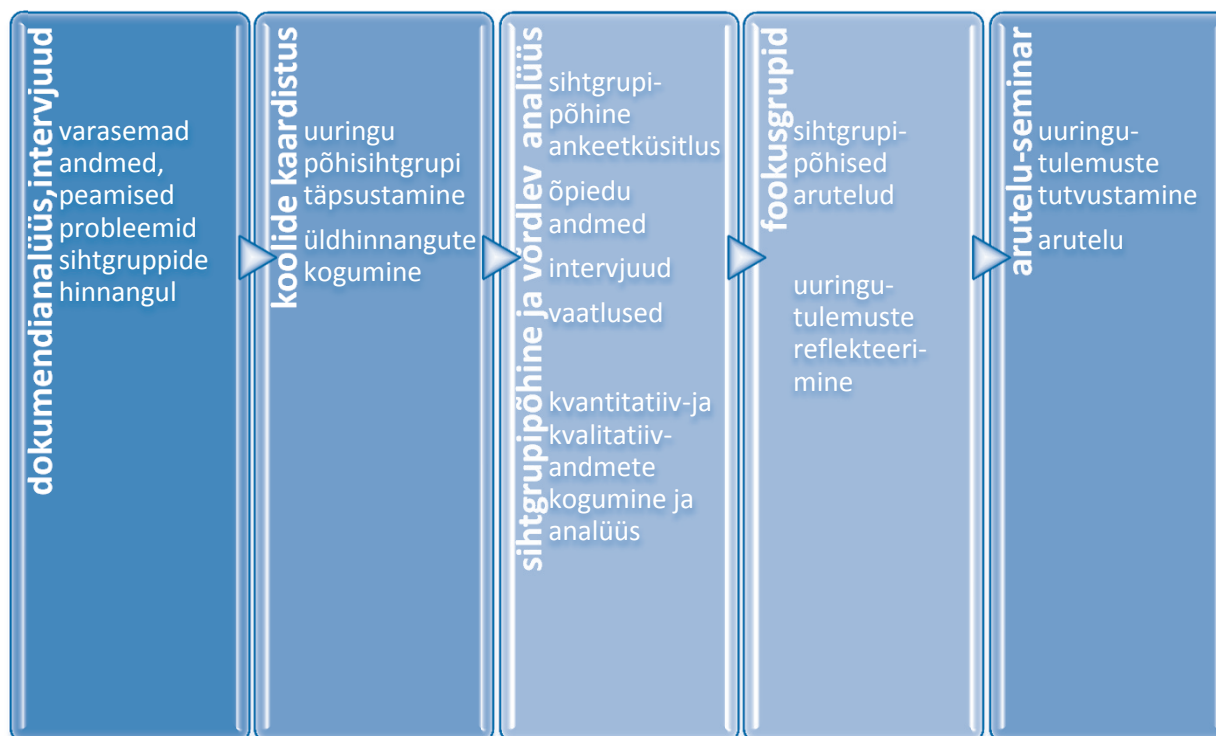 dokumendianalüüs,intervjuud
varasemad
andmed,
peamised
probleemid
sihtgruppide
hinnangul
koolide kaardistus
uuringu
põhisihtgrupi
täpsustamine
üldhinnangute
kogumine
sihtgrupipõhine ja võrdlev analüüs
sihtgrupi-
põhine
ankeetküsitlus
õpiedu
andmed
intervjuud
vaatlused
kvantitatiiv-ja
kvalitatiiv-
andmete
kogumine ja
analüüs
fookusgrupid
sihtgrupi-
põhised
arutelud
uuringu-
tulemuste
reflekteeri-
mine
arutelu-seminar
uuringu-
tulemuste
tutvustamine
arutelu